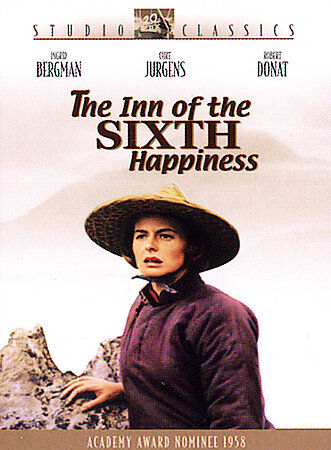 STUDIO CLASSICS
INGRID BERGMAN
CURT JURGENS
ROBERT DONAT
The Inn of the
SIXTH
Happiness
ACADEMY AWARD NOMINEE 1958